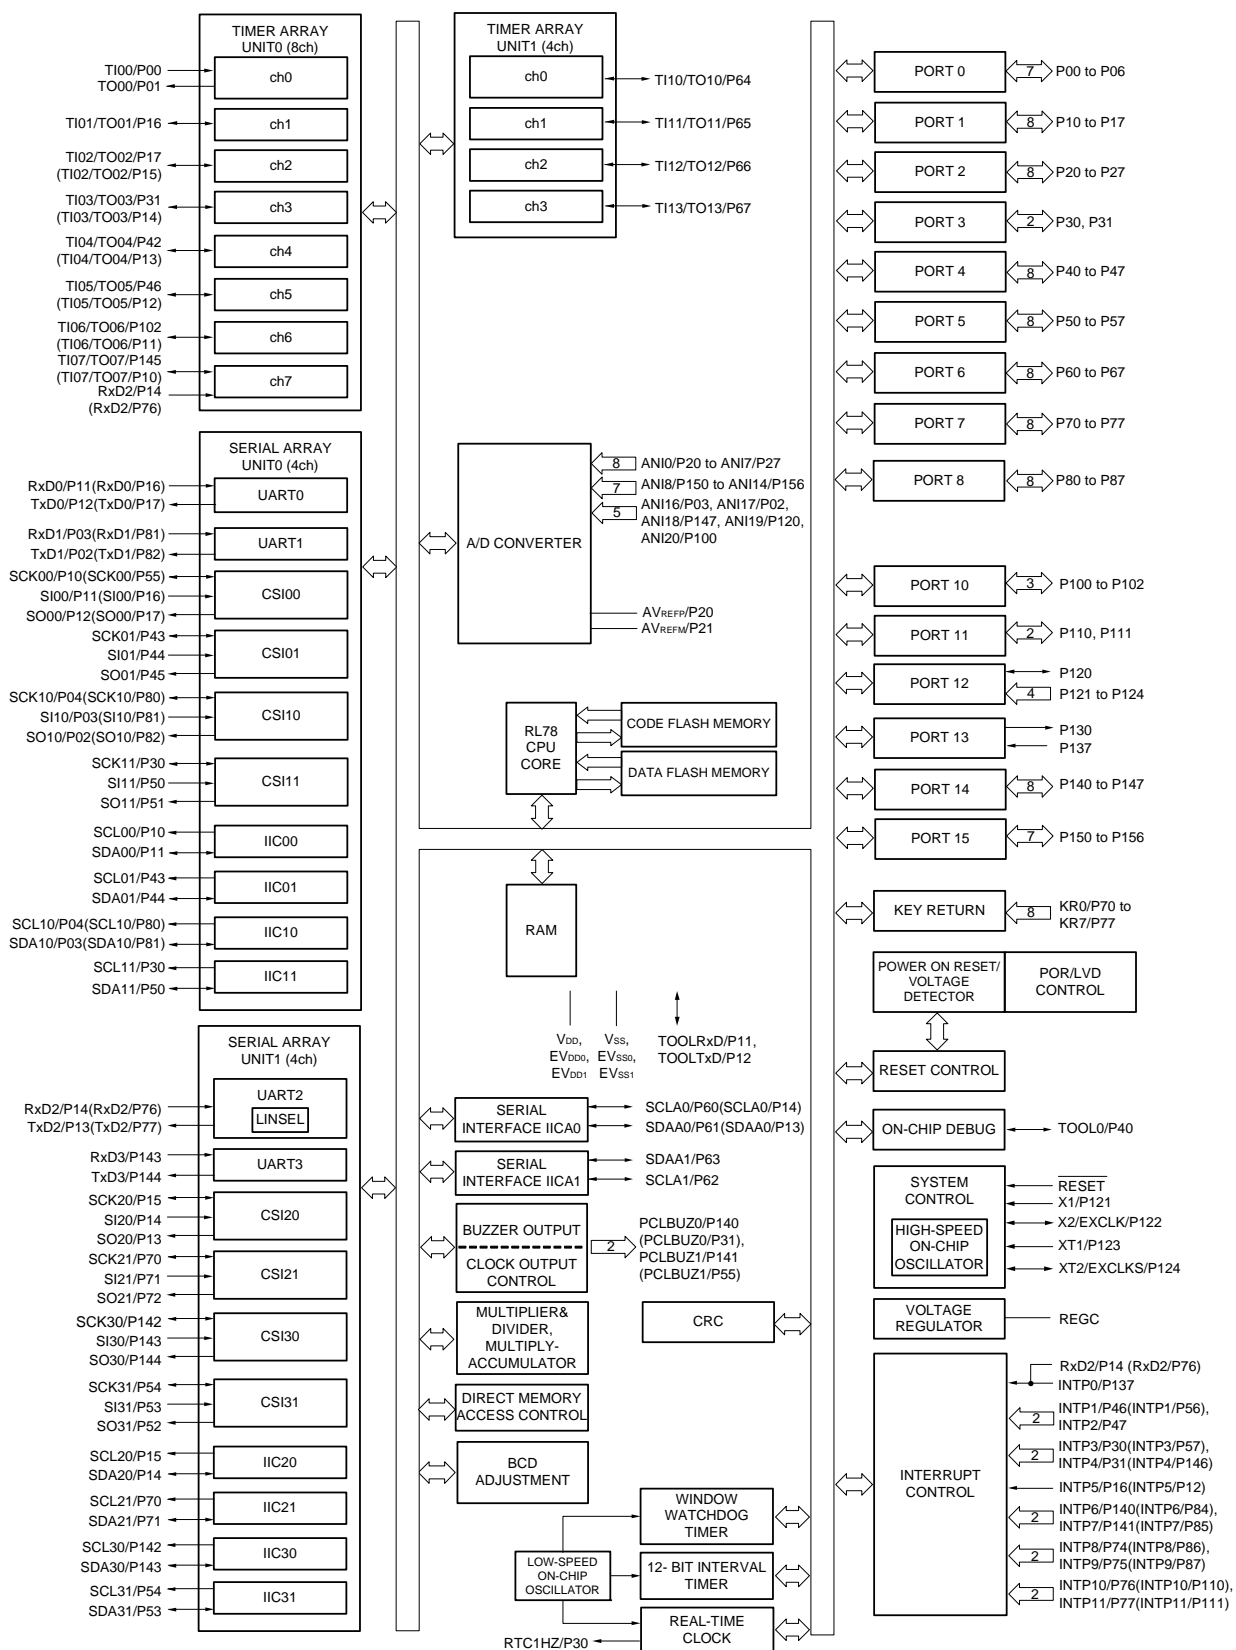 TIMER ARRAY
UNIT0 (8ch)
TI00/P00
TO00/P01
ch0
TI01/TO01/P16
ch1
TI02/TO02/P17
(TI02/TO02/P15)
ch2
TI03/TO03/P31
(TI03/TO03/P14)
ch3
TI04/TO04/P42
(TI04/TO04/P13)
ch4
TI05/TO05/P46
(TI05/TO05/P12)
ch5
TI06/TO06/P102
(TI06/TO06/P11)
ch6
TI07/TO07/P145
(TI07/TO07/P10)
RxD2/P14
(RxD2/P76)
ch7
SERIAL ARRAY
UNIT0 (4ch)
RxD0/P11(RxD0/P16)
TxD0/P12(TxD0/P17)
UART0
RxD1/P03(RxD1/P81)
TxD1/P02(TxD1/P82)
UART1
SCK00/P10(SCK00/P55)
SI00/P11(SI00/P16)
SO00/P12(SO00/P17)
CSI00
SCK01/P43
SI01/P44
SO01/P45
CSI01
SCK10/P04(SCK10/P80)
SI10/P03(SI10/P81)
SO10/P02(SO10/P82)
CSI10
SCK11/P30
SI11/P50
SO11/P51
CSI11
SCL00/P10
SDA00/P11
IIC00
SCL01/P43
SDA01/P44
IIC01
SCL10/P04(SCL10/P80)
SDA10/P03(SDA10/P81)
IIC10
SCL11/P30
SDA11/P50
IIC11
SERIAL ARRAY
UNIT1 (4ch)
RxD2/P14(RxD2/P76)
TxD2/P13(TxD2/P77)
UART2
LINSEL
RxD3/P143
TxD3/P144
UART3
SCK20/P15
SI20/P14
SO20/P13
CSI20
SCK21/P70
SI21/P71
SO21/P72
CSI21
SCK30/P142
SI30/P143
SO30/P144
CSI30
SCK31/P54
SI31/P53
SO31/P52
CSI31
SCL20/P15
SDA20/P14
IIC20
SCL21/P70
SDA21/P71
IIC21
SCL30/P142
SDA30/P143
IIC30
SCL31/P54
SDA31/P53
IIC31
TIMER ARRAY
UNIT1 (4ch)
ch0
TI10/TO10/P64
ch1
TI11/TO11/P65
ch2
TI12/TO12/P66
ch3
TI13/TO13/P67
A/D CONVERTER
8
ANI0/P20 to ANI7/P27
7
ANI8/P150 to ANI14/P156
5
ANI16/P03, ANI17/P02,
ANI18/P147, ANI19/P120,
ANI20/P100
AVREFP/P20
AVREFM/P21
RL78
CPU
CORE
CODE FLASH MEMORY
DATA FLASH MEMORY
RAM
VDD,
EVDD0,
EVDD1
VSS,
EVSS0,
EVSS1
TOOLRxD/P11,
TOOLTxD/P12
SERIAL
INTERFACE IICA0
SCLA0/P60(SCLA0/P14)
SDAA0/P61(SDAA0/P13)
SERIAL
INTERFACE IICA1
SDAA1/P63
SCLA1/P62
BUZZER OUTPUT
CLOCK OUTPUT
CONTROL
2
PCLBUZ0/P140
(PCLBUZ0/P31),
PCLBUZ1/P141
(PCLBUZ1/P55)
MULTIPLIER&
DIVIDER,
MULTIPLY-
ACCUMULATOR
CRC
DIRECT MEMORY
ACCESS CONTROL
BCD
ADJUSTMENT
WINDOW
WATCHDOG
TIMER
LOW-SPEED
ON-CHIP
OSCILLATOR
12- BIT INTERVAL
TIMER
REAL-TIME
CLOCK
RTC1HZ/P30
PORT 0
7
P00 to P06
PORT 1
8
P10 to P17
PORT 2
8
P20 to P27
PORT 3
2
P30, P31
PORT 4
8
P40 to P47
PORT 5
8
P50 to P57
PORT 6
8
P60 to P67
PORT 7
8
P70 to P77
PORT 8
8
P80 to P87
PORT 10
3
P100 to P102
PORT 11
2
P110, P111
PORT 12
P120
4
P121 to P124
PORT 13
P130
P137
PORT 14
8
P140 to P147
PORT 15
7
P150 to P156
KEY RETURN
8
KR0/P70 to
KR7/P77
POWER ON RESET/
VOLTAGE
DETECTOR
POR/LVD
CONTROL
RESET CONTROL
ON-CHIP DEBUG
TOOL0/P40
SYSTEM
CONTROL
HIGH-SPEED
ON-CHIP
OSCILLATOR
RESET
X1/P121
X2/EXCLK/P122
XT1/P123
XT2/EXCLKS/P124
VOLTAGE
REGULATOR
REGC
INTERRUPT
CONTROL
RxD2/P14 (RxD2/P76)
INTP0/P137
2
INTP1/P46(INTP1/P56),
INTP2/P47
2
INTP3/P30(INTP3/P57),
INTP4/P31(INTP4/P146)
INTP5/P16(INTP5/P12)
2
INTP6/P140(INTP6/P84),
INTP7/P141(INTP7/P85)
2
INTP8/P74(INTP8/P86),
INTP9/P75(INTP9/P87)
2
INTP10/P76(INTP10/P110),
INTP11/P77(INTP11/P111)